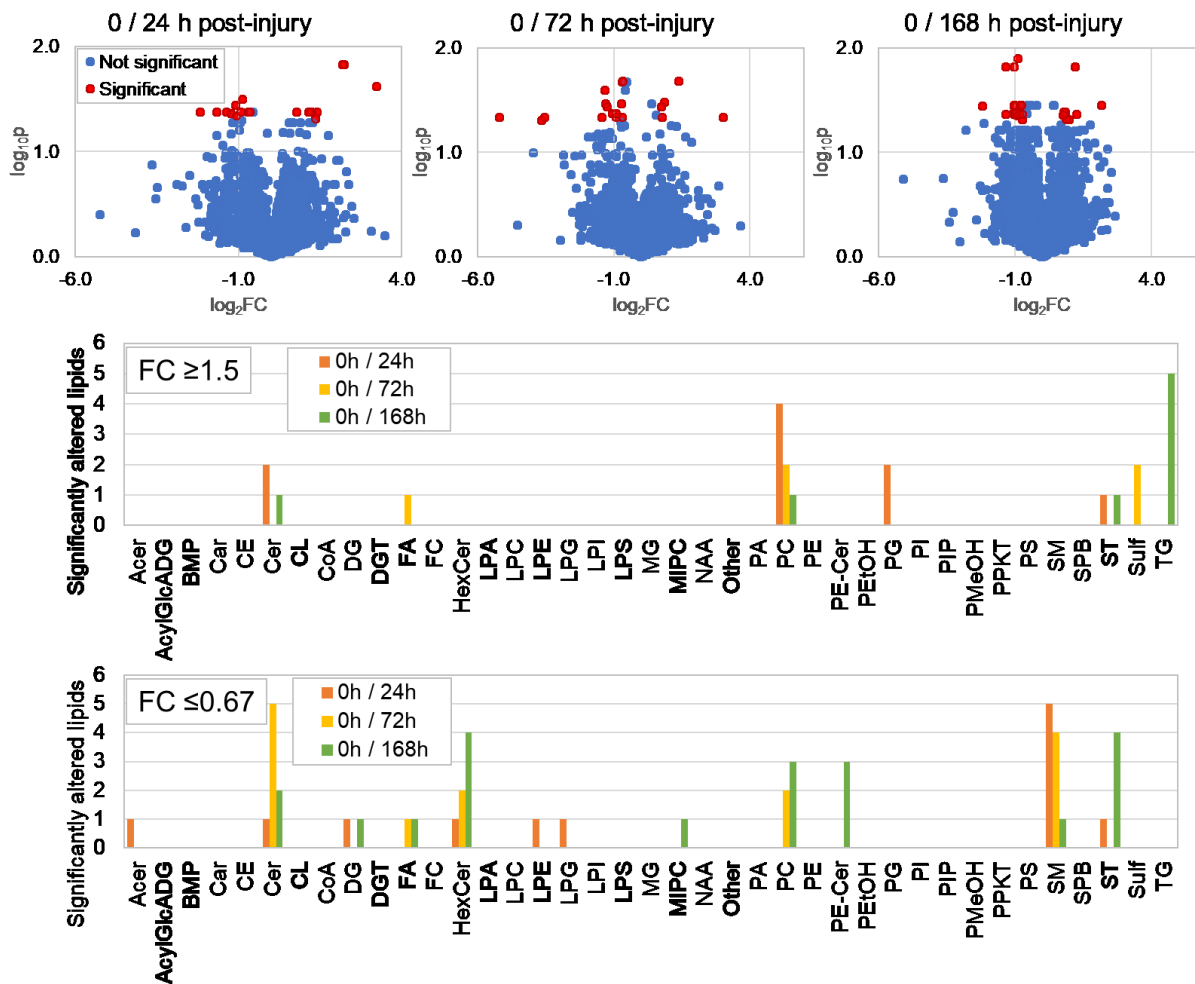 0 / 24 h post-injury
0 / 72 h post-injury
0 / 168 h post-injury
2.0
1.0
0.0
log₁₀p
Not significant
Significant
-6.0
-1.0
4.0
log₂FC
2.0
1.0
0.0
log₁₀p
-6.0
-1.0
4.0
log₂FC
2.0
1.0
0.0
log₁₀p
-6.0
-1.0
4.0
log₂FC
Significantly altered lipids
6
5
4
3
2
1
0
FC ≥1.5
0h / 24h
0h / 72h
0h / 168h
Acer
AcylGlcADG
BMP
Car
CE
Cer
CL
CoA
DG
DGT
FA
FC
HexCer
LPA
LPC
LPE
LPG
LPI
LPS
MG
MIPC
NAA
Other
PA
PC
PE
PE-Cer
PEtOH
PG
PI
PIP
PMeOH
PPKT
PS
SM
SPB
ST
Sulf
TG
Significantly altered lipids
6
5
4
3
2
1
0
FC ≤0.67
0h / 24h
0h / 72h
0h / 168h
Acer
AcylGlcADG
BMP
Car
CE
Cer
CL
CoA
DG
DGT
FA
FC
HexCer
LPA
LPC
LPE
LPG
LPI
LPS
MG
MIPC
NAA
Other
PA
PC
PE
PE-Cer
PEtOH
PG
PI
PIP
PMeOH
PPKT
PS
SM
SPB
ST
Sulf
TG